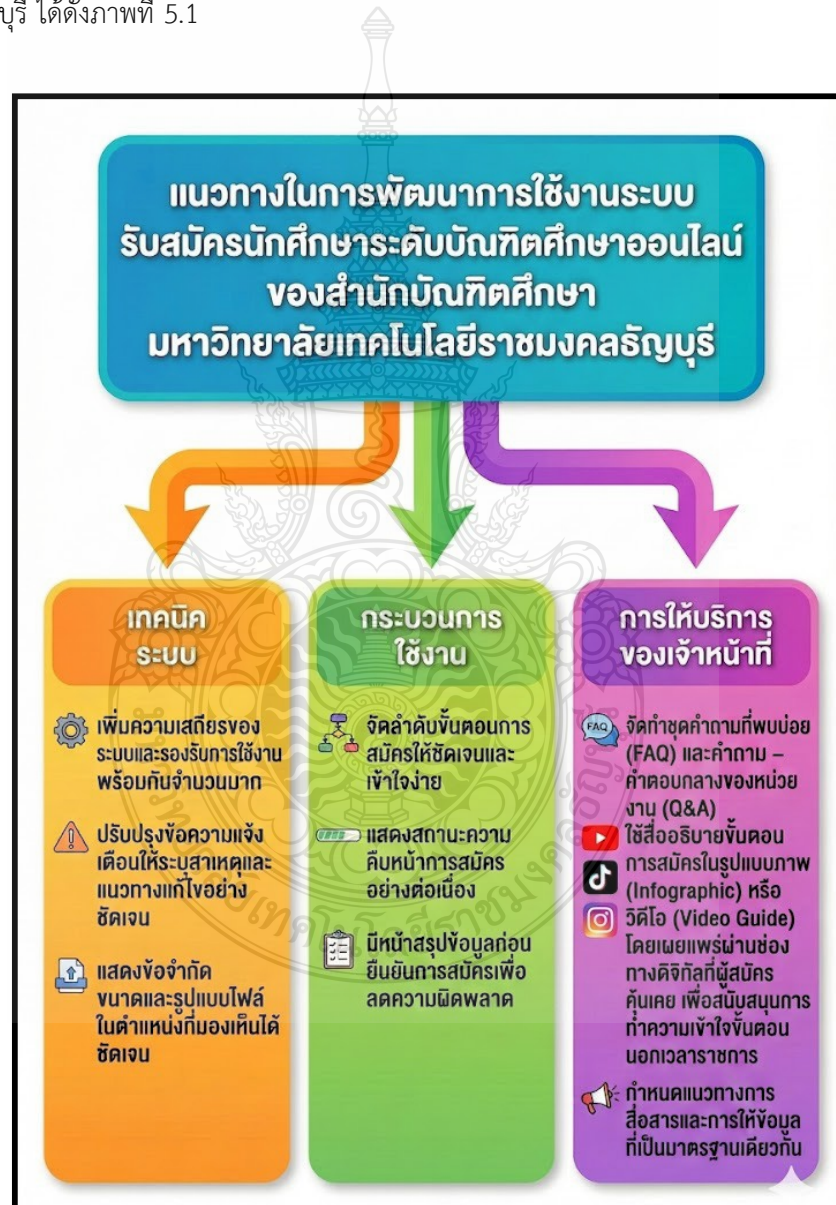 บุรี ได้ดังภาพที่ 5.1
แนวทางในการพัฒนาการใช้งานระบบ
รับสมัครนักศึกษาระดับบัณฑิตศึกษาออนไลน์
ของสำนักบัณฑิตศึกษา
มหาวิทยาลัยเทคโนโลยีราชมงคลธัญบุรี
เทคนิค
ระบบ
เพิ่มความเสถียรของ
ระบบและรองรับการใช้งาน
พร้อมกันจำนวนมาก
ปรับปรุงข้อความแจ้ง
เตือนให้ระบุสาเหตุและ
แนวทางแก้ไขอย่าง
ชัดเจน
แสดงข้อจำกัด
ขนาดและรูปแบบไฟล์
ในตำแหน่งที่มองเห็นได้
ชัดเจน
กระบวนการ
ใช้งาน
จัดลำดับขั้นตอนการ
สมัครให้ชัดเจนและ
เข้าใจง่าย
แสดงสถานะความ
คืบหน้าการสมัคร
อย่างต่อเนื่อง
มีหน้าสรุปข้อมูลก่อน
ยืนยันการสมัครเพื่อ
ลดความผิดพลาด
การให้บริการ
ของเจ้าหน้าที่
FAQ
จัดทำชุดคำถามที่พบบ่อย
(FAQ) และคำถาม –
คำตอบกลางของหน่วย
งาน (Q&A)
ใช้สื่ออธิบายขั้นตอน
การสมัครในรูปแบบภาพ
(Infographic) หรือ
วิดีโอ (Video Guide)
โดยเผยแพร่ผ่านช่อง
ทางดิจิทัลที่ผู้สมัคร
คุ้นเคย เพื่อสนับสนุนการ
ทำความเข้าใจขั้นตอน
นอกเวลาราชการ
กำหนดแนวทางการ
สื่อสารและการให้ข้อมูล
ที่เป็นมาตรฐานเดียวกัน